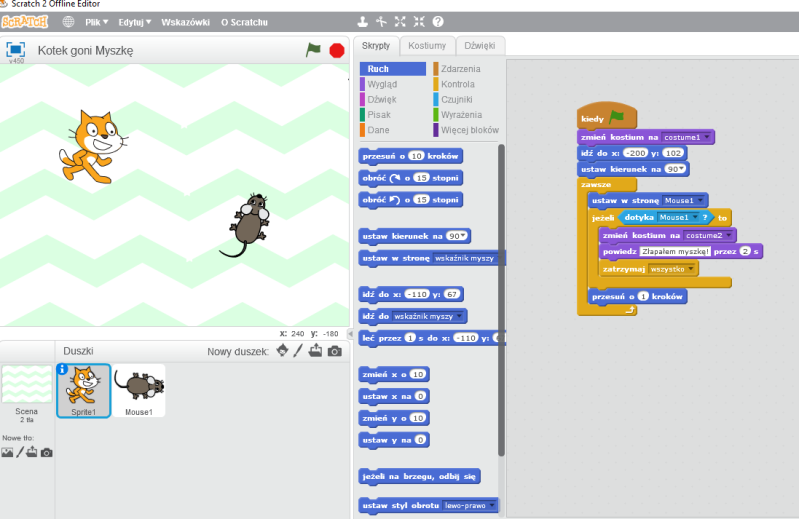 Scratch 2 Offline Editor
SCRATCH Plik Edytuj Wskazówki O Scratchu
v450 Kotek goni Myszkę
x: 240 y: -180
Duszki Nowy duszek:
Scena
2 tła
Nowe tło:
Sprite1
Mouse1
Skrypty Kostiumy Dźwięki
Ruch Zdarzenia
Wygląd Kontrola
Dźwięk Czujniki
Pisak Wyrażenia
Dane Więcej bloków
przesuń o 10 kroków
obróć o 15 stopni
obróć o 15 stopni
ustaw kierunek na 90
ustaw w stronę wskaźnik myszy
idź do x: -110 y: 67
idź do wskaźnik myszy
leć przez 1 s do x: -110 y:
zmień x o 10
ustaw x na 0
zmień y o 10
ustaw y na 0
jeżeli na brzegu, odbij się
ustaw styl obrotu lewo-prawo
kiedy
zmień kostium na costume1
idź do x: -200 y: 102
ustaw kierunek na 90
zawsze
ustaw w stronę Mouse1
jeżeli dotyka Mouse1 ? to
zmień kostium na costume2
powiedz Złapałem myszkę! przez 2 s
zatrzymaj wszystko
przesuń o 1 kroków